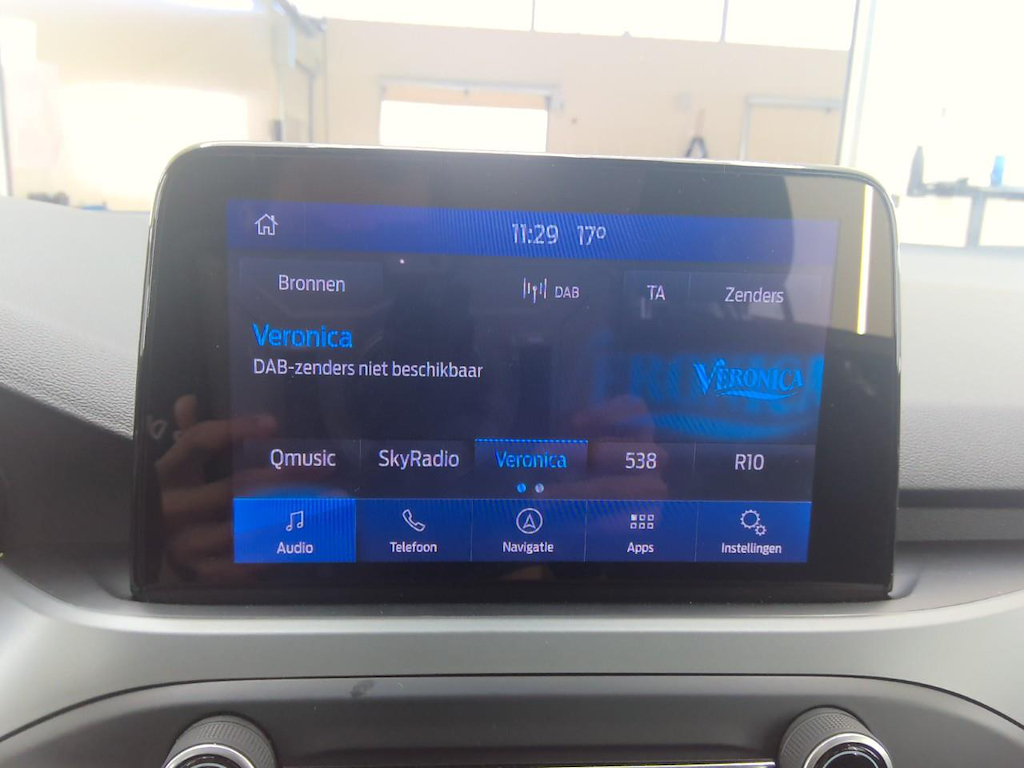 11:29 17°
Bronnen DAB TA Zenders
Veronica
DAB-zenders niet beschikbaar
VERONICA
Qmusic SkyRadio Veronica 538 R10
Audio Telefoon Navigatie Apps Instellingen